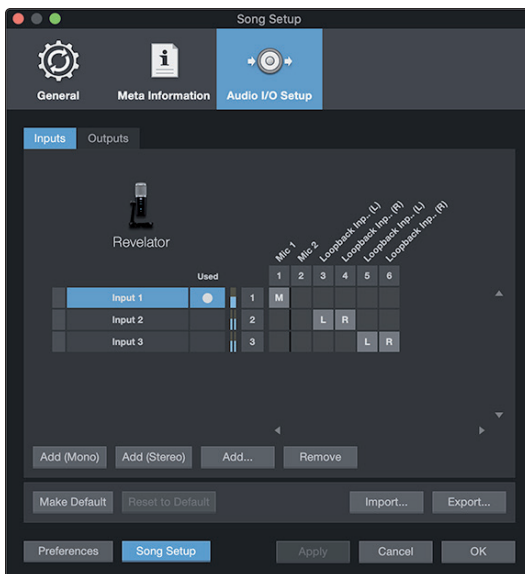 Song Setup
General Meta Information Audio I/O Setup
Inputs Outputs
Revelator
Mic 1 Mic 2 Loopback Inp.. (L) Loopback Inp.. (R) Loopback Inp.. (L) Loopback Inp.. (R)
Used 1 2 3 4 5 6
Input 1 1 M
Input 2 2 L R
Input 3 3 L R
Add (Mono) Add (Stereo) Add... Remove
Make Default Reset to Default Import... Export...
Preferences Song Setup Apply Cancel OK